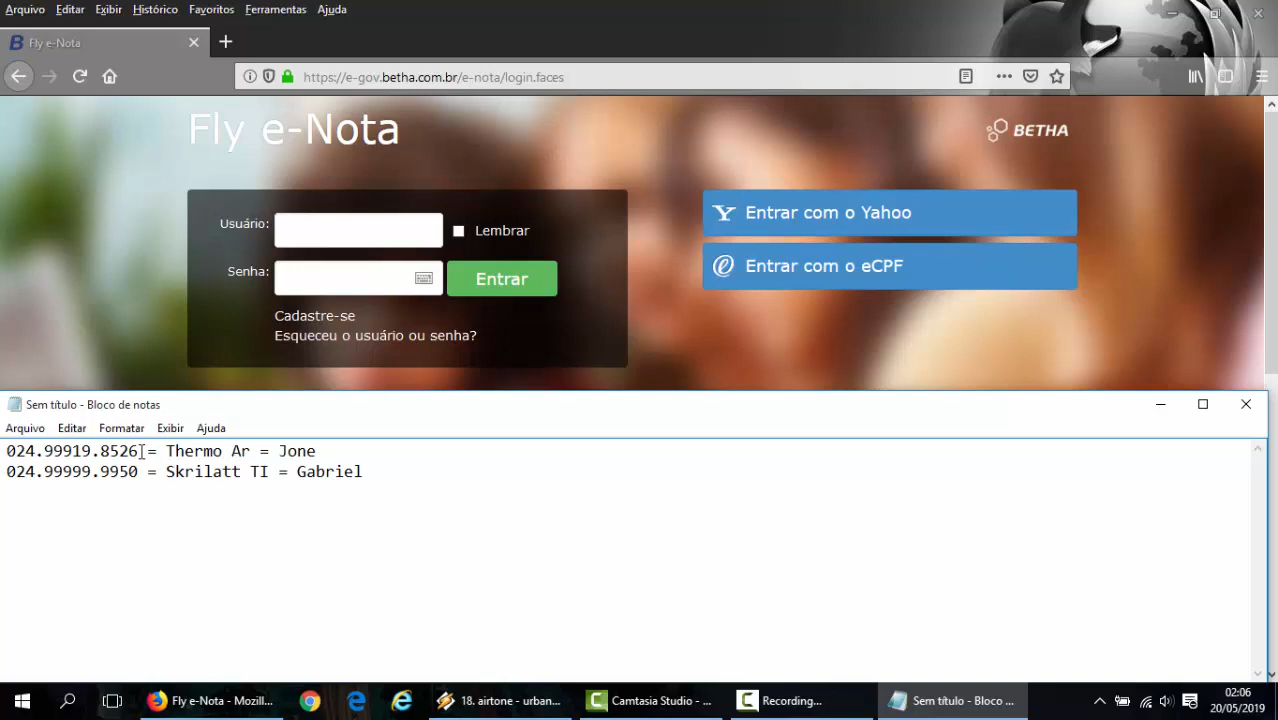 Arquivo Editar Exibir Histórico Favoritos Ferramentas Ajuda
Fly e-Nota
https://e-gov.betha.com.br/e-nota/login.faces
Fly e-Nota
BETHA
Usuário:
Lembrar
Senha:
Entrar
Cadastre-se
Esqueceu o usuário ou senha?
Entrar com o Yahoo
Entrar com o eCPF
Sem título - Bloco de notas
Arquivo Editar Formatar Exibir Ajuda
024.99919.8526 = Thermo Ar = Jone
024.99999.9950 = Skrilatt TI = Gabriel
Fly e-Nota - Mozill...
18. airtone - urban...
Camtasia Studio - ...
Recording...
Sem título - Bloco ...
02:06
20/05/2019